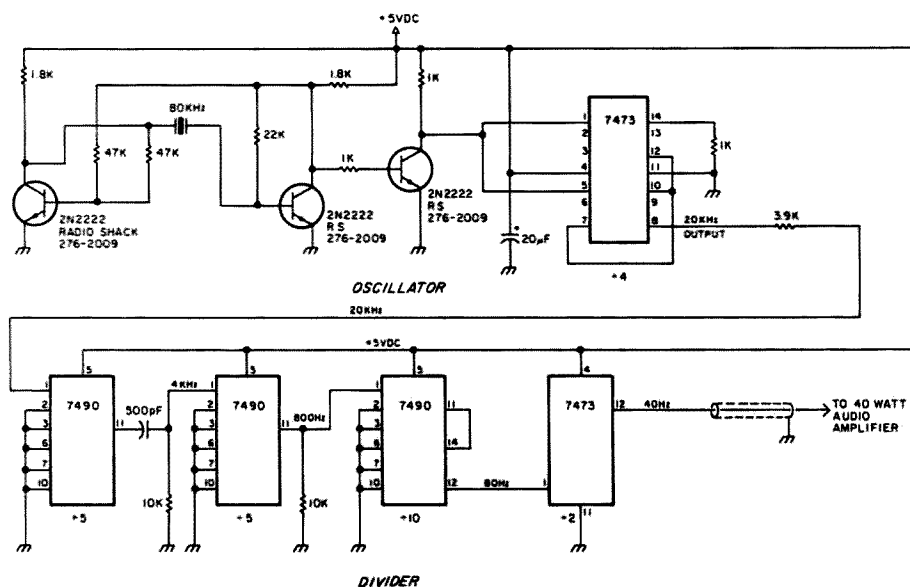 +5VDC
1.8K
80KHz
1.8K
1K
47K
47K
22K
1K
2N2222
RADIO SHACK
276-2009
2N2222
RS
276-2009
2N2222
RS
276-2009
+
20µF
7473
1
2
3
4
5
6
7
14
13
12
11
10
9
8
1K
20KHz
OUTPUT
3.9K
÷4
OSCILLATOR
20KHz
+5VDC
5
1
2
3
6
7
10
7490
11
÷5
500pF
4KHz
10K
5
1
2
3
6
7
10
7490
11
÷5
800Hz
10K
5
1
2
3
6
7
10
7490
11
14
12
÷10
80Hz
4
7473
1
12
11
÷2
40Hz
TO 40 WATT
AUDIO
AMPLIFIER
DIVIDER